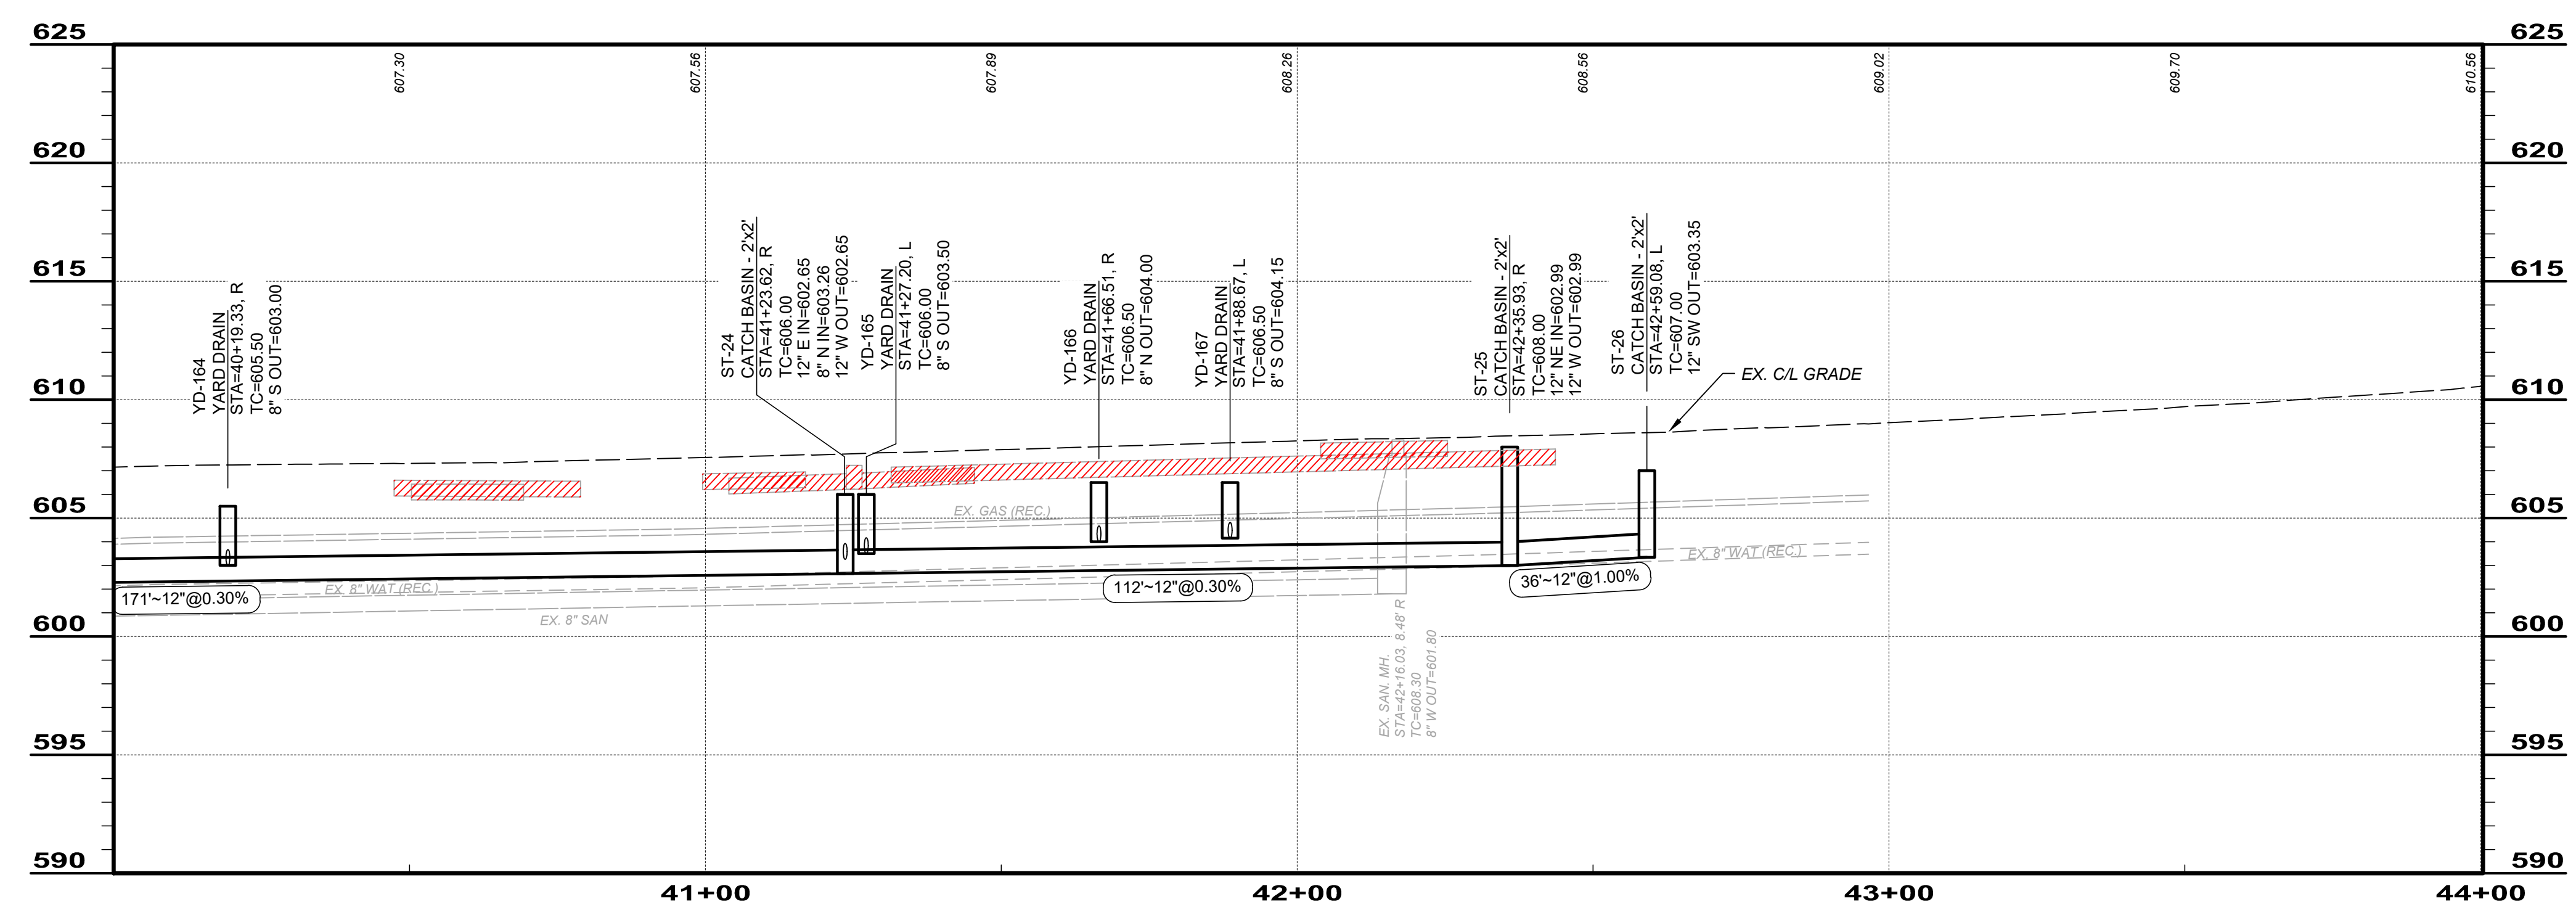 625
625
607.30
607.56
607.89
608.26
608.56
609.02
609.70
610.56
620
620
615
615
610
610
605
605
600
600
595
595
590
590
YD-164
YARD DRAIN
STA=40+19.33, R
TC=605.50
8" S OUT=603.00
ST-24
CATCH BASIN - 2'x2'
STA=41+23.62, R
TC=606.00
12" E IN=602.65
8" N IN=603.26
12" W OUT=602.65
YD-165
YARD DRAIN
STA=41+27.20, L
TC=606.00
8" S OUT=603.50
YD-166
YARD DRAIN
STA=41+66.51, R
TC=606.50
8" N OUT=604.00
YD-167
YARD DRAIN
STA=41+88.67, L
TC=606.50
8" S OUT=604.15
ST-25
CATCH BASIN - 2'x2'
STA=42+35.93, R
TC=608.00
12" NE IN=602.99
12" W OUT=602.99
ST-26
CATCH BASIN - 2'x2'
STA=42+59.08, L
TC=607.00
12" SW OUT=603.35
EX. C/L GRADE
EX. GAS (REC.)
EX. 8" WAT (REC.)
171'~12"@0.30%
EX. 8" WAT (REC.)
112'~12"@0.30%
36'~12"@1.00%
EX. 8" SAN
EX. SAN. MH.
STA=42+16.03, 8.48' R
TC=608.30
8" W OUT=601.80
41+00
42+00
43+00
44+00